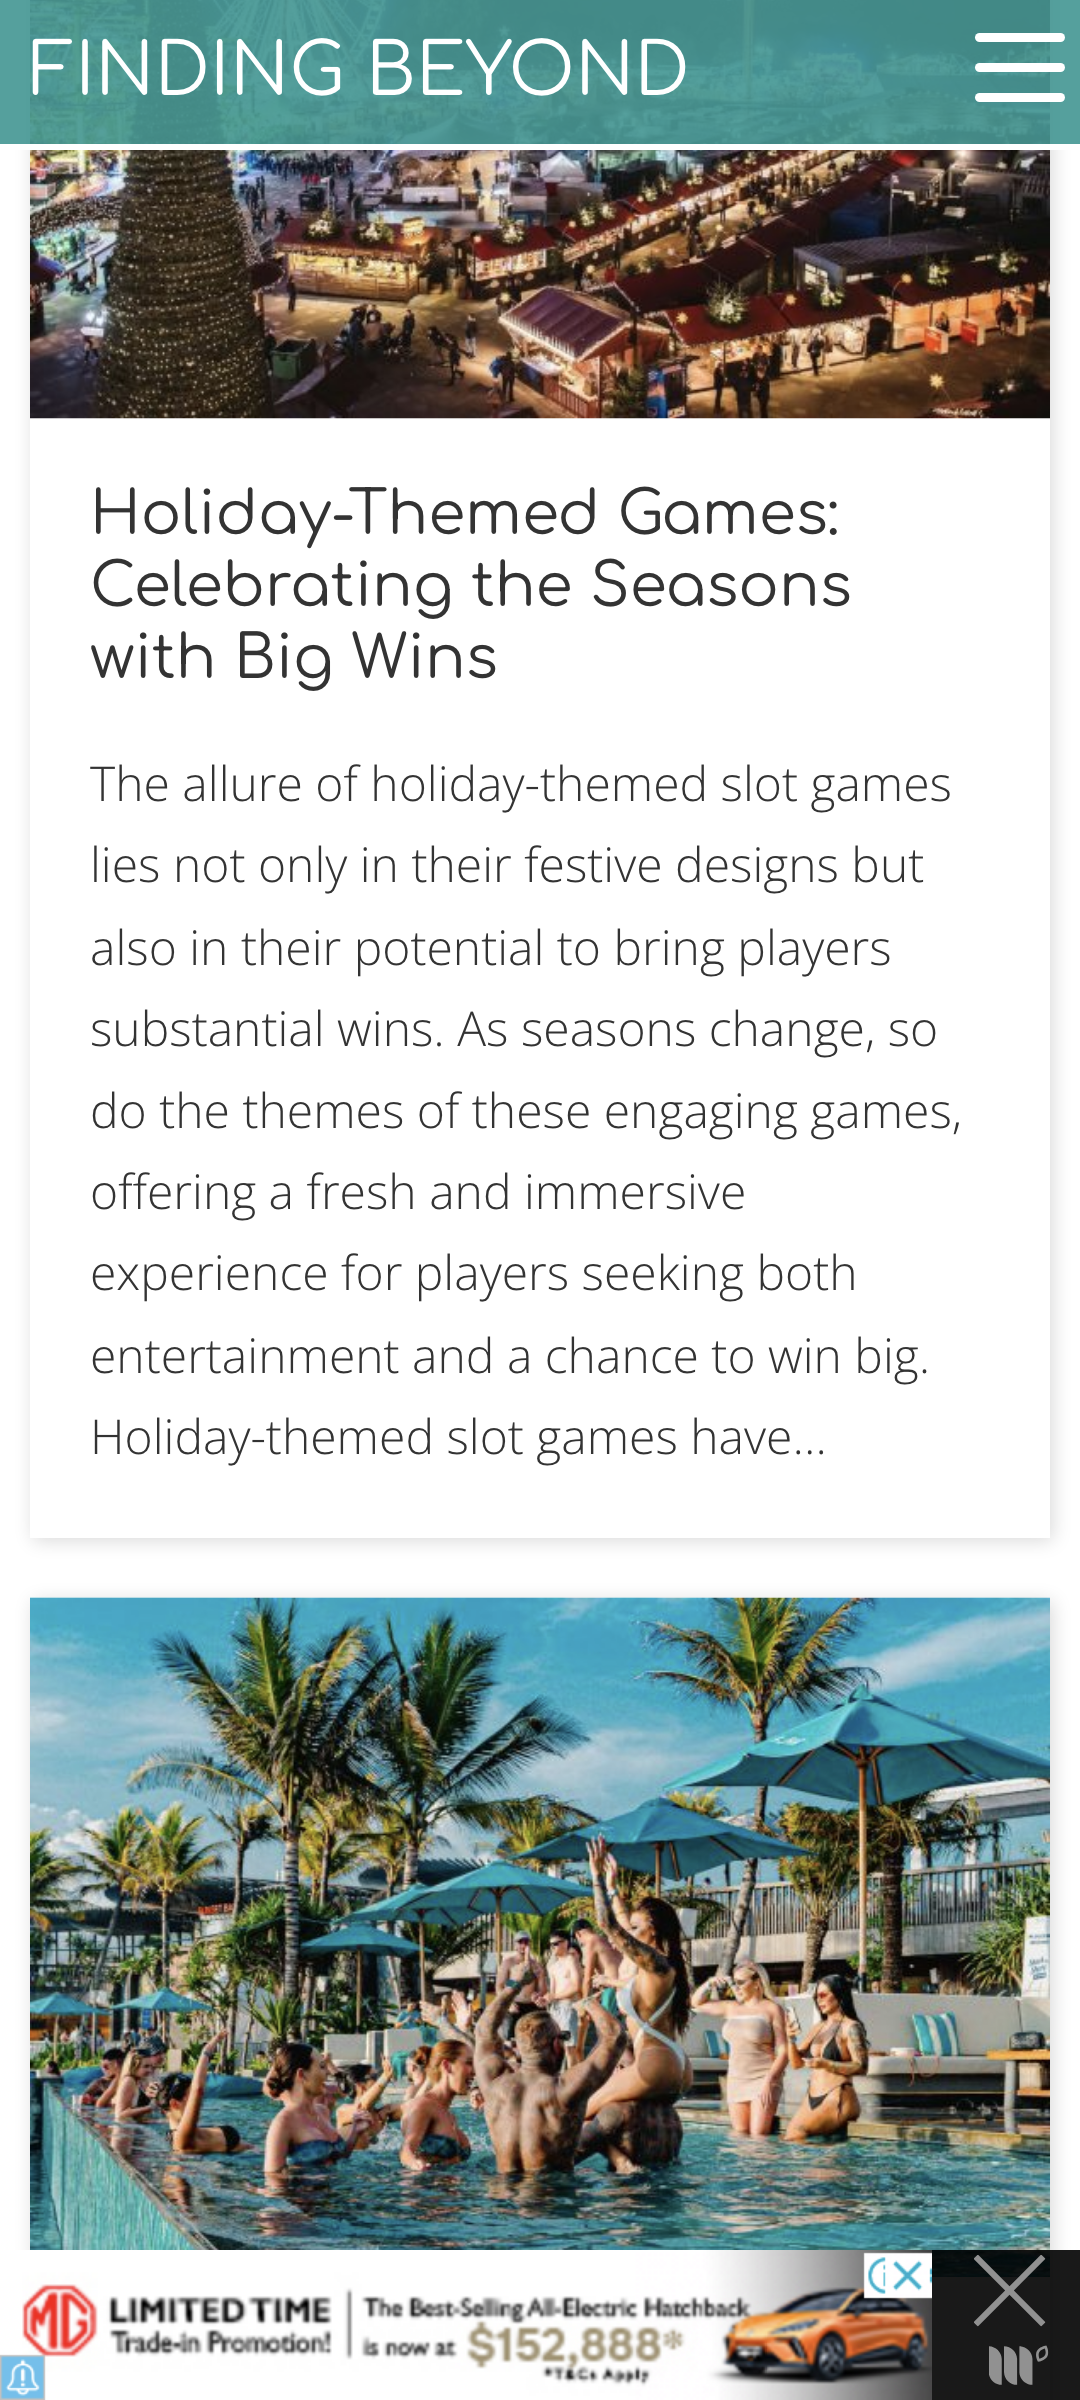 FINDING BEYOND
Holiday-Themed Games:
Celebrating the Seasons
with Big Wins
The allure of holiday-themed slot games
lies not only in their festive designs but
also in their potential to bring players
substantial wins. As seasons change, so
do the themes of these engaging games,
offering a fresh and immersive
experience for players seeking both
entertainment and a chance to win big.
Holiday-themed slot games have...
MG
LIMITED TIME
Trade-in Promotion!
The Best-Selling All-Electric Hatchback
is now at $152,888*
*T&Cs Apply